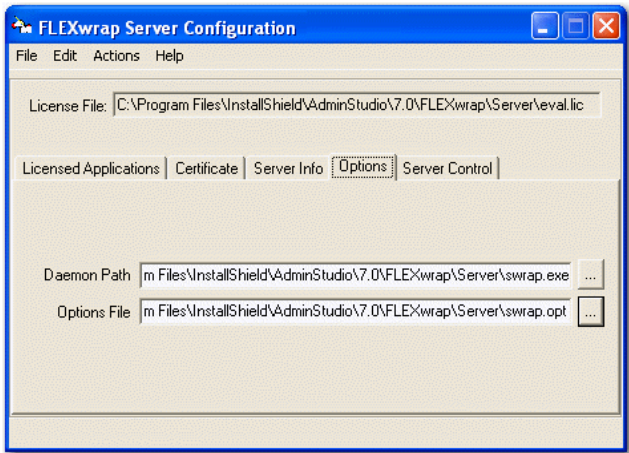 FLEXwrap Server Configuration
File Edit Actions Help
License File: C:\Program Files\InstallShield\AdminStudio\7.0\FLEXwrap\Server\eval.lic
Licensed Applications Certificate Server Info Options Server Control
Daemon Path m Files\InstallShield\AdminStudio\7.0\FLEXwrap\Server\swrap.exe ...
Options File m Files\InstallShield\AdminStudio\7.0\FLEXwrap\Server\swrap.opt ...